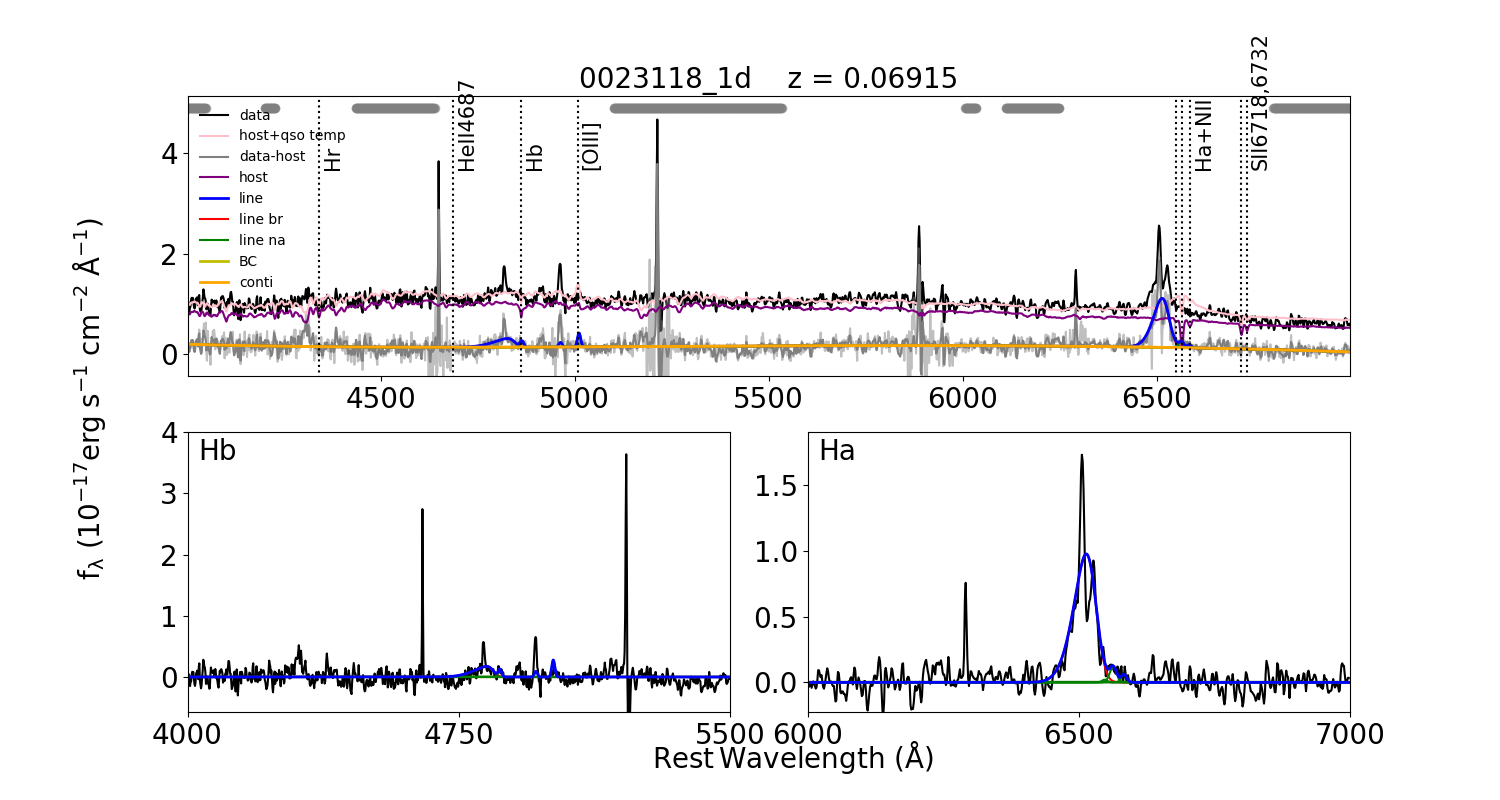 0023118_1d z = 0.06915
data
host+qso temp
data-host
host
line
line br
line na
BC
conti
Hr
HeII4687
Hb
[OIII]
Ha+NII
SII6718,6732
4
2
0
4500
5000
5500
6000
6500
fλ (10⁻¹⁷erg s⁻¹ cm⁻² Å⁻¹)
Hb
4
3
2
1
0
4000
4750
5500
Ha
1.5
1.0
0.5
0.0
6000
6500
7000
Rest Wavelength (Å)